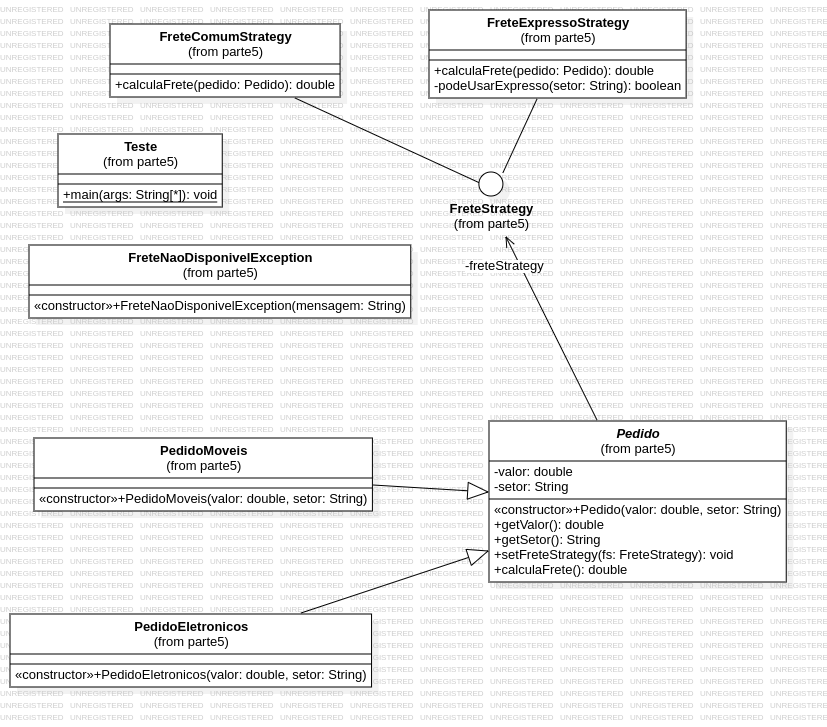 FreteComumStrategy
(from parte5)
+calculaFrete(pedido: Pedido): double
FreteExpressoStrategy
(from parte5)
+calculaFrete(pedido: Pedido): double
-podeUsarExpresso(setor: String): boolean
Teste
(from parte5)
+main(args: String[*]): void
FreteStrategy
(from parte5)
FreteNaoDisponivelException
(from parte5)
«constructor»+FreteNaoDisponivelException(mensagem: String)
-freteStrategy
PedidoMoveis
(from parte5)
«constructor»+PedidoMoveis(valor: double, setor: String)
Pedido
(from parte5)
-valor: double
-setor: String
«constructor»+Pedido(valor: double, setor: String)
+getValor(): double
+getSetor(): String
+setFreteStrategy(fs: FreteStrategy): void
+calculaFrete(): double
PedidoEletronicos
(from parte5)
«constructor»+PedidoEletronicos(valor: double, setor: String)
UNREGISTERED